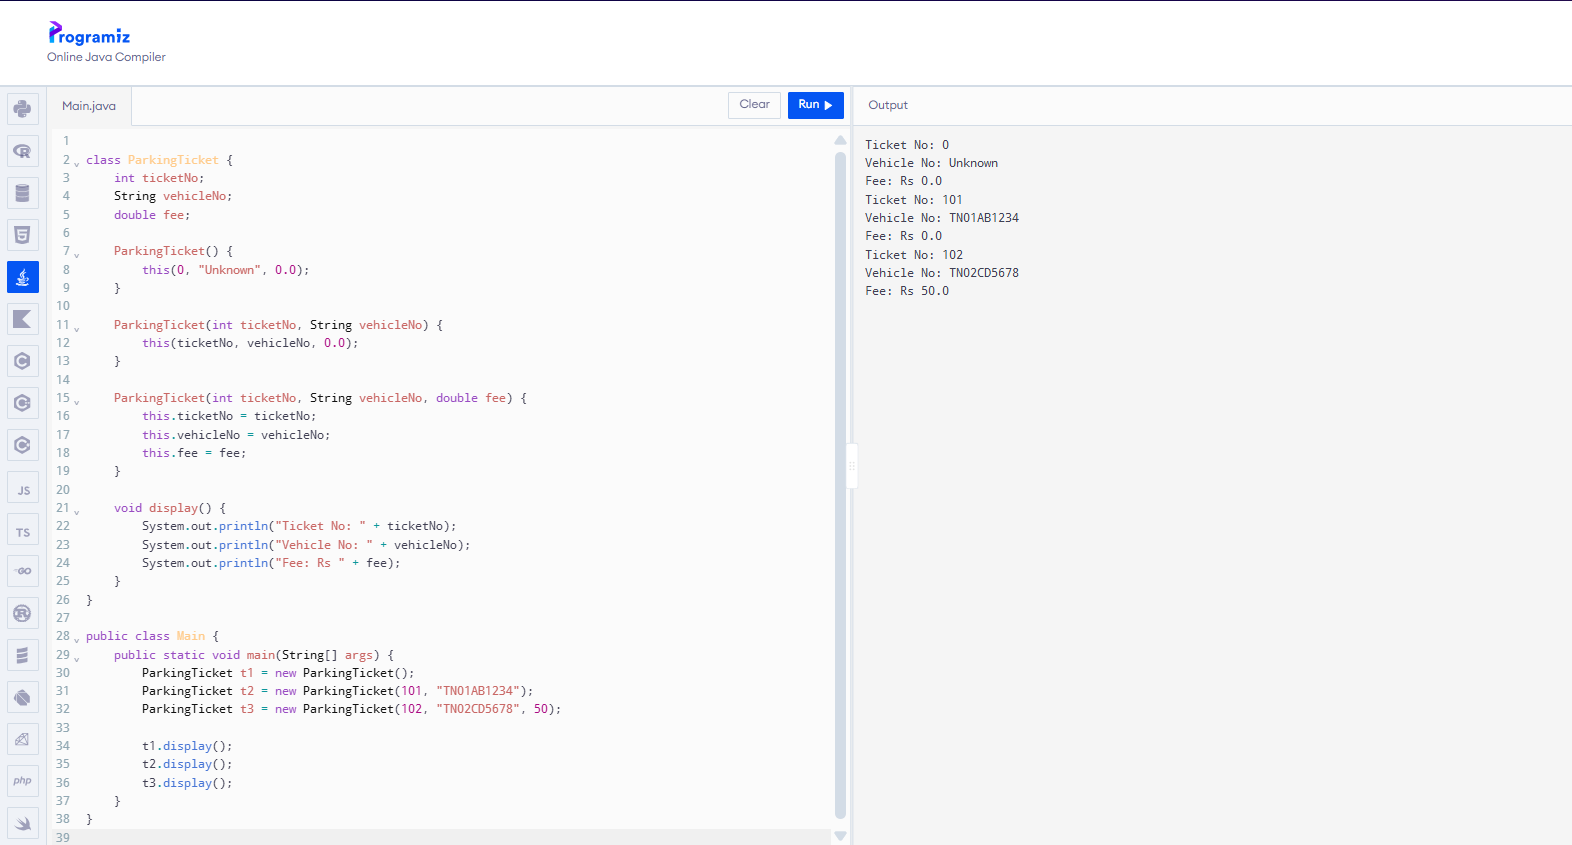 Programiz
Online Java Compiler
Main.java
Clear
Run
Output
1
2 class ParkingTicket {
3     int ticketNo;
4     String vehicleNo;
5     double fee;
6
7     ParkingTicket() {
8         this(0, "Unknown", 0.0);
9     }
10
11     ParkingTicket(int ticketNo, String vehicleNo) {
12         this(ticketNo, vehicleNo, 0.0);
13     }
14
15     ParkingTicket(int ticketNo, String vehicleNo, double fee) {
16         this.ticketNo = ticketNo;
17         this.vehicleNo = vehicleNo;
18         this.fee = fee;
19     }
20
21     void display() {
22         System.out.println("Ticket No: " + ticketNo);
23         System.out.println("Vehicle No: " + vehicleNo);
24         System.out.println("Fee: Rs " + fee);
25     }
26 }
27
28 public class Main {
29     public static void main(String[] args) {
30         ParkingTicket t1 = new ParkingTicket();
31         ParkingTicket t2 = new ParkingTicket(101, "TN01AB1234");
32         ParkingTicket t3 = new ParkingTicket(102, "TN02CD5678", 50);
33
34         t1.display();
35         t2.display();
36         t3.display();
37     }
38 }
39
Ticket No: 0
Vehicle No: Unknown
Fee: Rs 0.0
Ticket No: 101
Vehicle No: TN01AB1234
Fee: Rs 0.0
Ticket No: 102
Vehicle No: TN02CD5678
Fee: Rs 50.0
R
5
C
C
C
JS
TS
GO
R
php